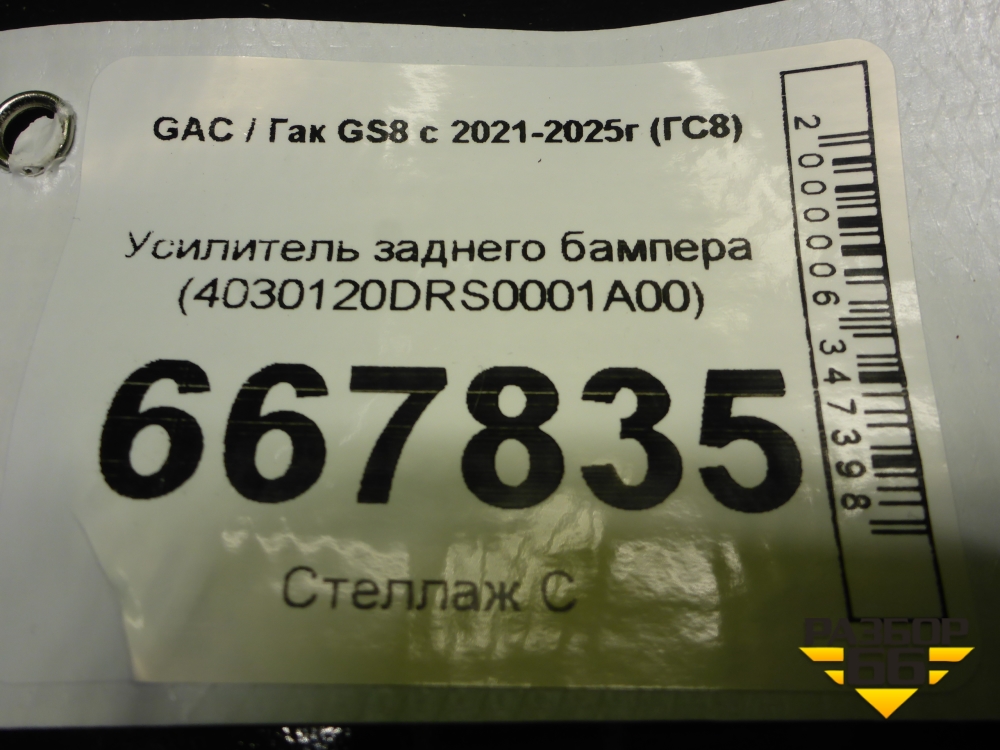 GAC / Гак GS8 с 2021-2025г (ГС8)
Усилитель заднего бампера
(4030120DRS0001A00)
667835
Стеллаж С
2000006347398
РАЗБОР
66